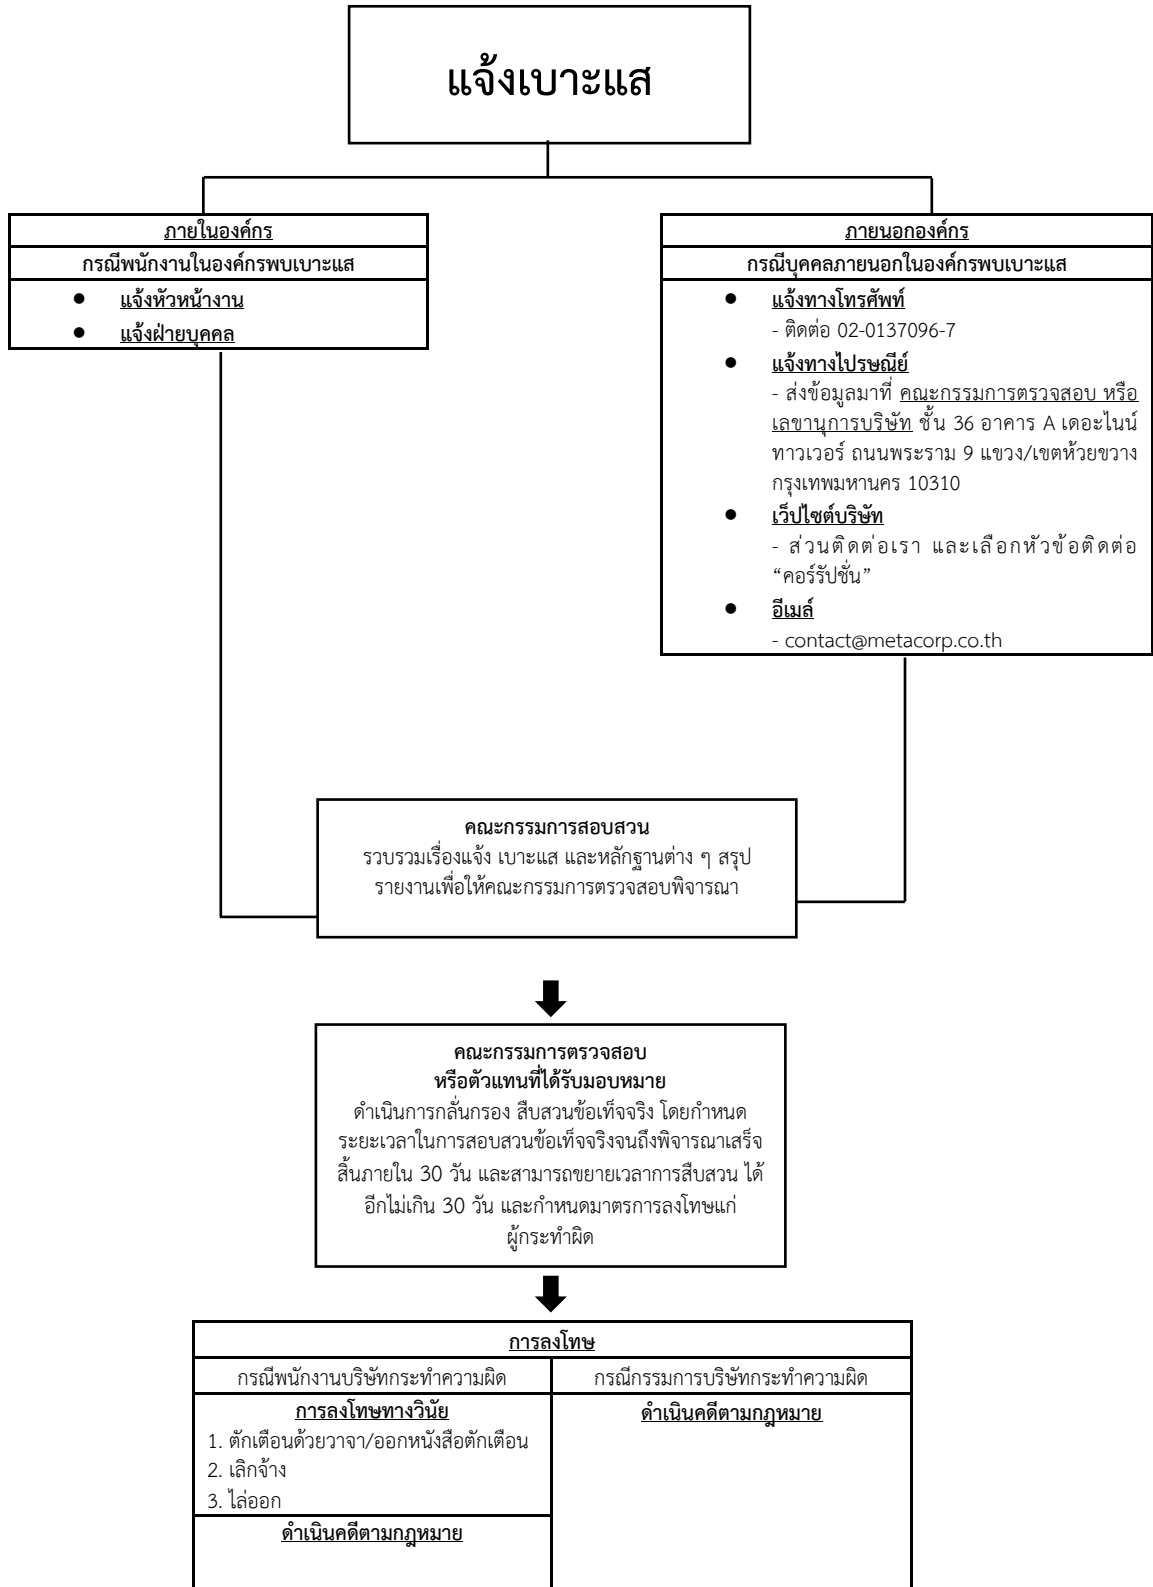 แจ้งเบาะแส
ภายในองค์กร
กรณีพนักงานในองค์กรพบเบาะแส
● แจ้งหัวหน้างาน
● แจ้งฝ่ายบุคคล
ภายนอกองค์กร
กรณีบุคคลภายนอกในองค์กรพบเบาะแส
● แจ้งทางโทรศัพท์
- ติดต่อ 02-0137096-7
● แจ้งทางไปรษณีย์
- ส่งข้อมูลมาที่ คณะกรรมการตรวจสอบ หรือ
เลขานุการบริษัท ชั้น 36 อาคาร A เดอะไนน์
ทาวเวอร์ ถนนพระราม 9 แขวง/เขตห้วยขวาง
กรุงเทพมหานคร 10310
● เว็ปไซต์บริษัท
- ส่วนติดต่อเรา และเลือกหัวข้อติดต่อ
“คอร์รัปชั่น”
● อีเมล์
- contact@metacorp.co.th
คณะกรรมการสอบสวน
รวบรวมเรื่องแจ้ง เบาะแส และหลักฐานต่าง ๆ สรุป
รายงานเพื่อให้คณะกรรมการตรวจสอบพิจารณา
คณะกรรมการตรวจสอบ
หรือตัวแทนที่ได้รับมอบหมาย
ดำเนินการกลั่นกรอง สืบสวนข้อเท็จจริง โดยกำหนด
ระยะเวลาในการสอบสวนข้อเท็จจริงจนถึงพิจารณาเสร็จ
สิ้นภายใน 30 วัน และสามารถขยายเวลาการสืบสวน ได้
อีกไม่เกิน 30 วัน และกำหนดมาตรการลงโทษแก่
ผู้กระทำผิด
การลงโทษ
กรณีพนักงานบริษัทกระทำความผิด
การลงโทษทางวินัย
1. ตักเตือนด้วยวาจา/ออกหนังสือตักเตือน
2. เลิกจ้าง
3. ไล่ออก
ดำเนินคดีตามกฎหมาย
กรณีกรรมการบริษัทกระทำความผิด
ดำเนินคดีตามกฎหมาย